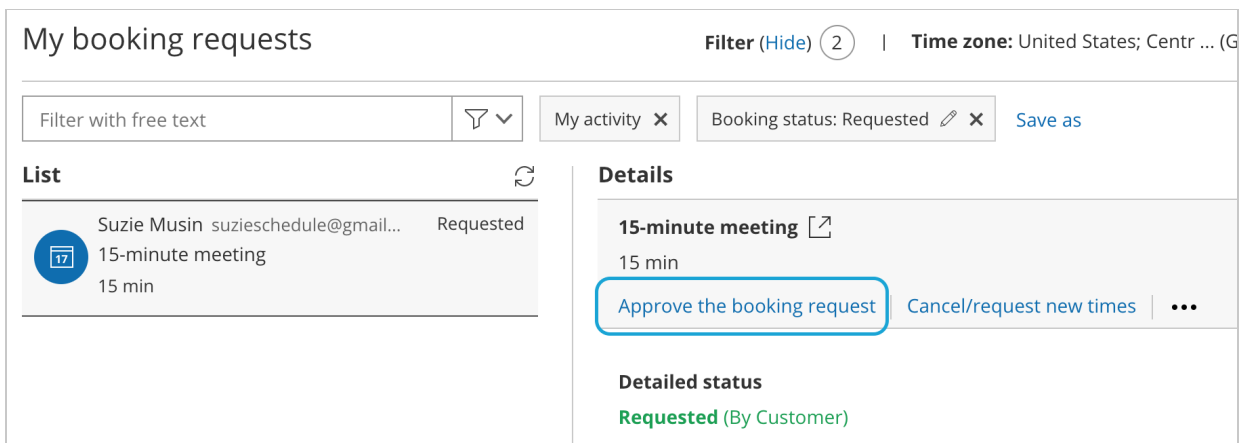 My booking requests
Filter (Hide) 2 | Time zone: United States; Centr ... (G
Filter with free text
My activity
Booking status: Requested
Save as
List
Details
Suzie Musin suzieschedule@gmail... Requested
17
15-minute meeting
15 min
15-minute meeting
15 min
Approve the booking request
Cancel/request new times
Detailed status
Requested (By Customer)